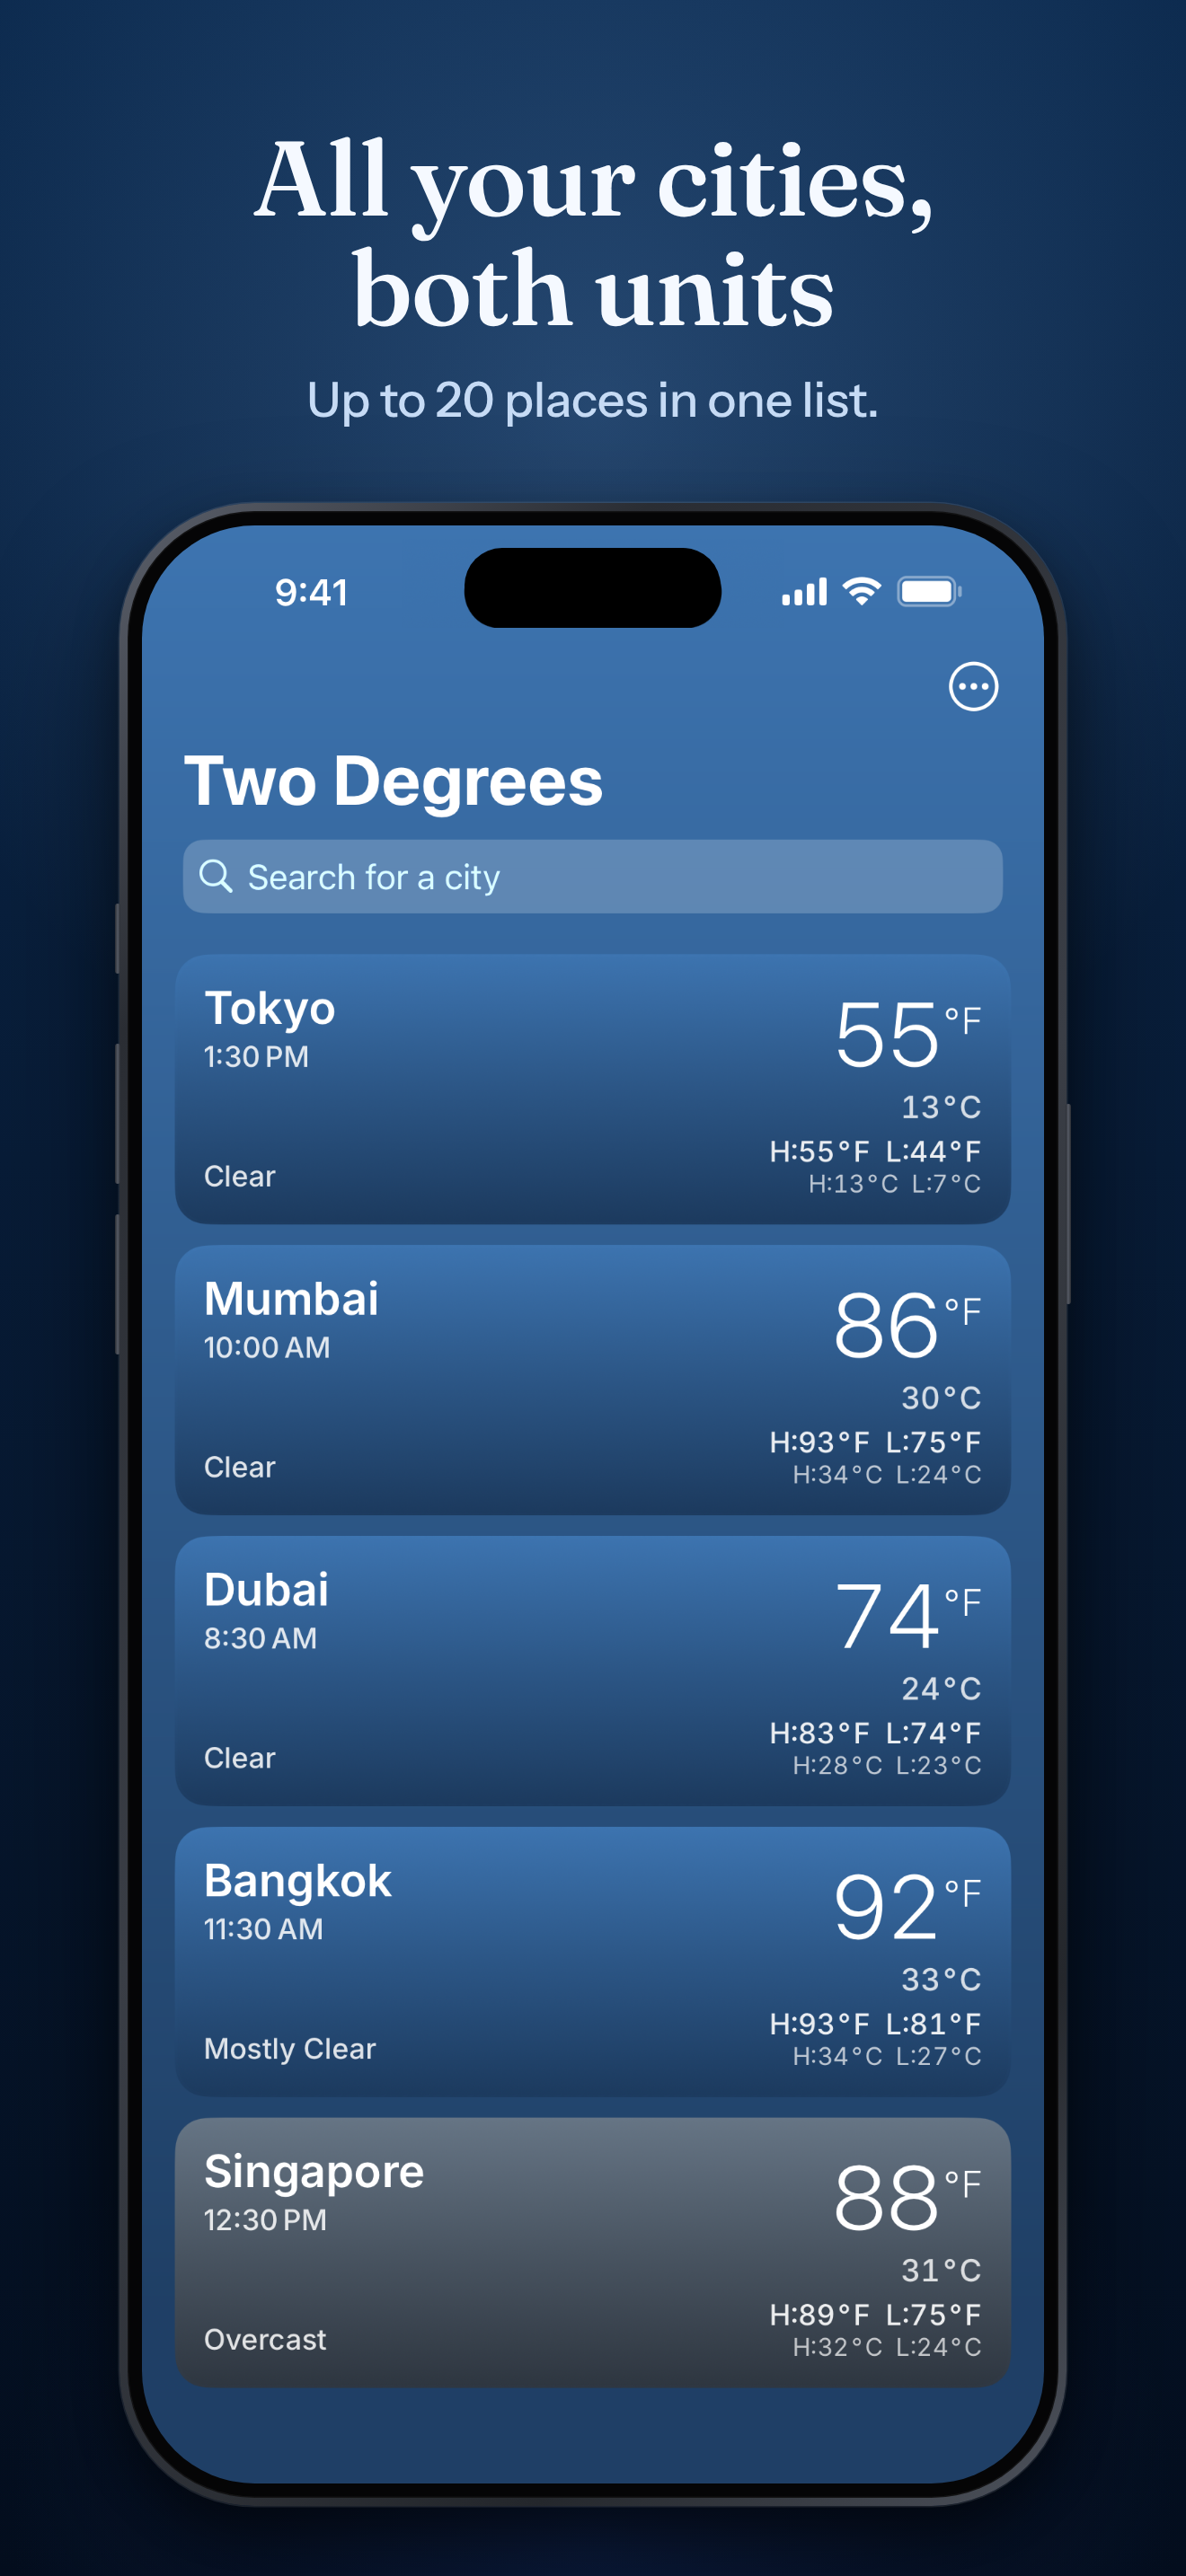 All your cities,
both units
Up to 20 places in one list.
9:41
Two Degrees
Search for a city
Tokyo
1:30 PM
Clear
55°F
13°C
H:55°F L:44°F
H:13°C L:7°C
Mumbai
10:00 AM
Clear
86°F
30°C
H:93°F L:75°F
H:34°C L:24°C
Dubai
8:30 AM
Clear
74°F
24°C
H:83°F L:74°F
H:28°C L:23°C
Bangkok
11:30 AM
Mostly Clear
92°F
33°C
H:93°F L:81°F
H:34°C L:27°C
Singapore
12:30 PM
Overcast
88°F
31°C
H:89°F L:75°F
H:32°C L:24°C